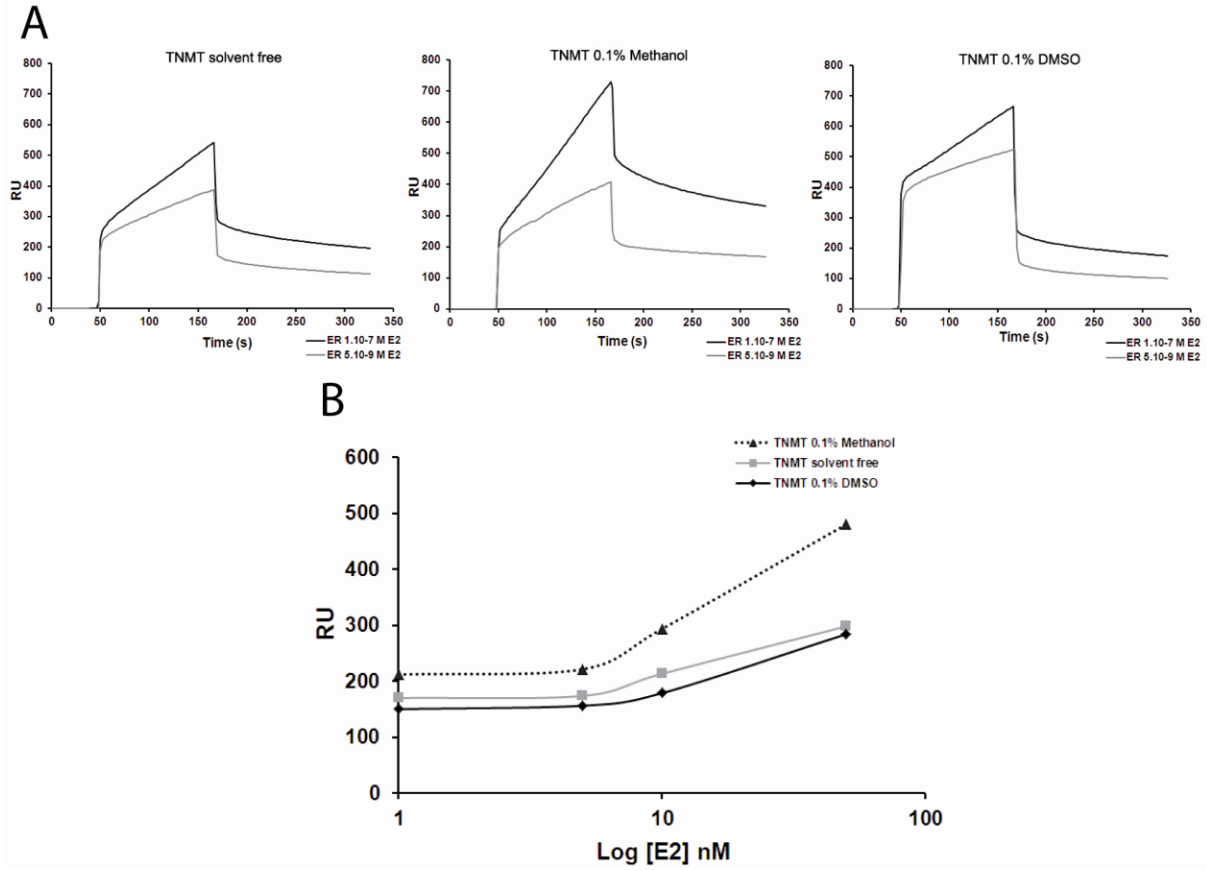 A
TNMT solvent free
800
700
600
500
400
300
200
100
0
RU
0 50 100 150 200 250 300 350
Time (s)
ER 1.10-7 M E2
ER 5.10-9 M E2
TNMT 0.1% Methanol
800
700
600
500
400
300
200
100
0
RU
0 50 100 150 200 250 300 350
Time (s)
ER 1.10-7 M E2
ER 5.10-9 M E2
TNMT 0.1% DMSO
800
700
600
500
400
300
200
100
0
RU
0 50 100 150 200 250 300 350
Time (s)
ER 1.10-7 M E2
ER 5.10-9 M E2
B
TNMT 0.1% Methanol
TNMT solvent free
TNMT 0.1% DMSO
600
500
400
300
200
100
0
RU
1 10 100
Log [E2] nM